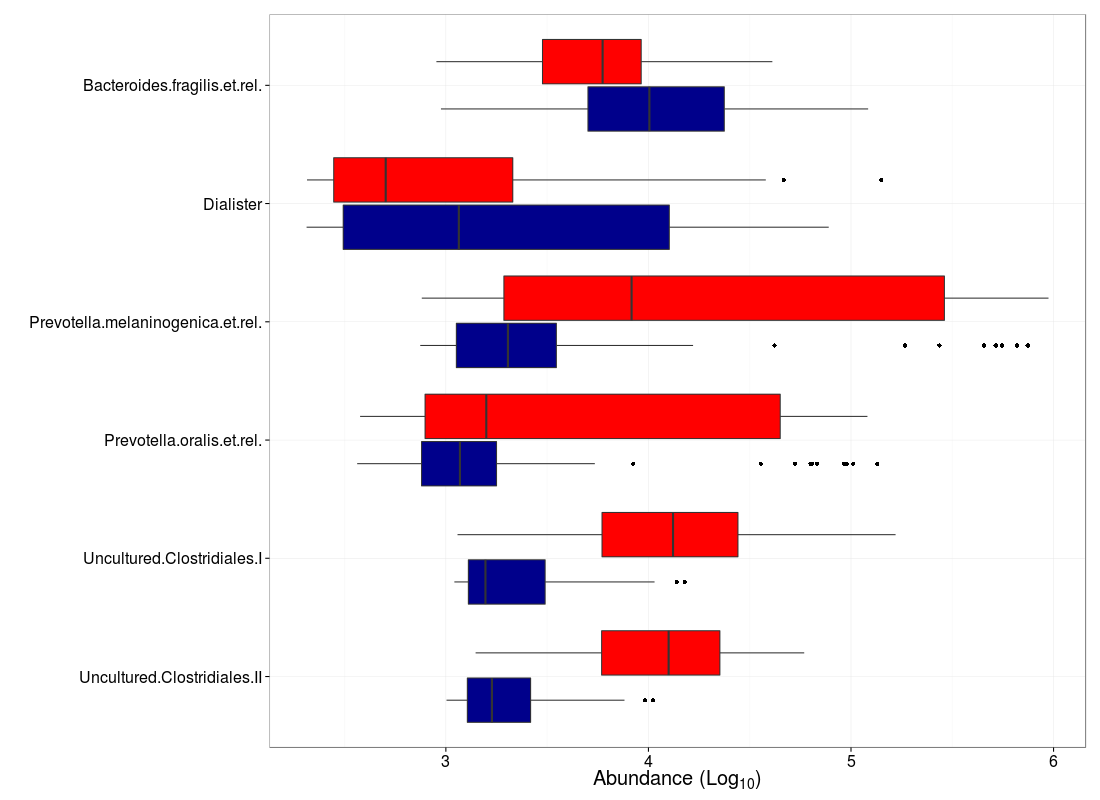 Bacteroides.fragilis.et.rel.
Dialister
Prevotella.melaninogenica.et.rel.
Prevotella.oralis.et.rel.
Uncultured.Clostridiales.I
Uncultured.Clostridiales.II
3 4 5 6
Abundance (Log₁₀)